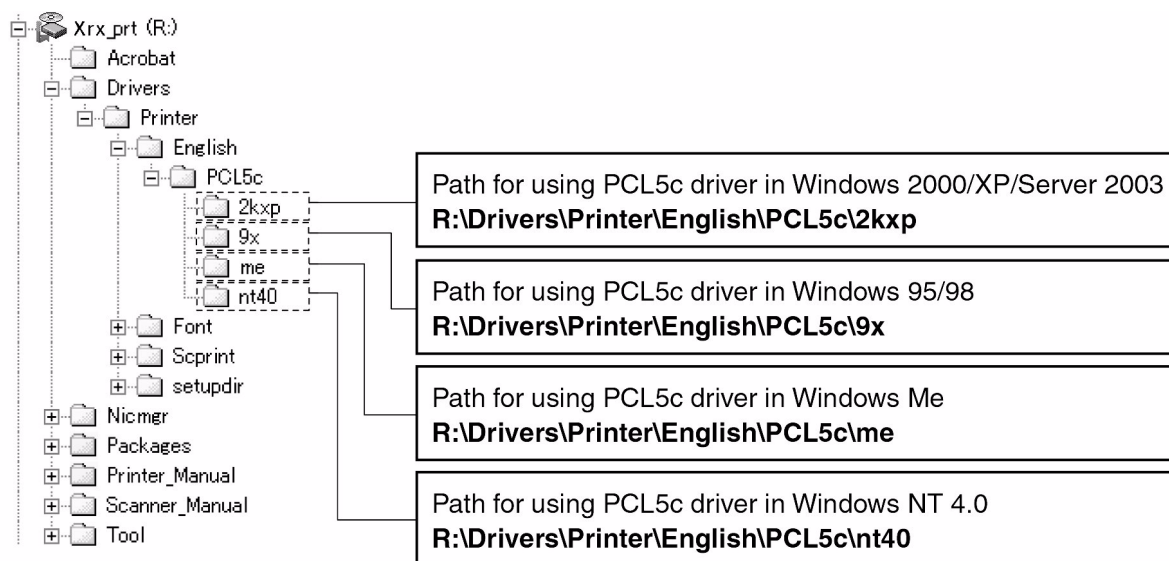 Xrx_prt (R:)
Acrobat
Drivers
Printer
English
PCL5c
2kxp
9x
me
nt40
Font
Scprint
setupdir
Nicmgr
Packages
Printer_Manual
Scanner_Manual
Tool
Path for using PCL5c driver in Windows 2000/XP/Server 2003
R:\Drivers\Printer\English\PCL5c\2kxp
Path for using PCL5c driver in Windows 95/98
R:\Drivers\Printer\English\PCL5c\9x
Path for using PCL5c driver in Windows Me
R:\Drivers\Printer\English\PCL5c\me
Path for using PCL5c driver in Windows NT 4.0
R:\Drivers\Printer\English\PCL5c\nt40